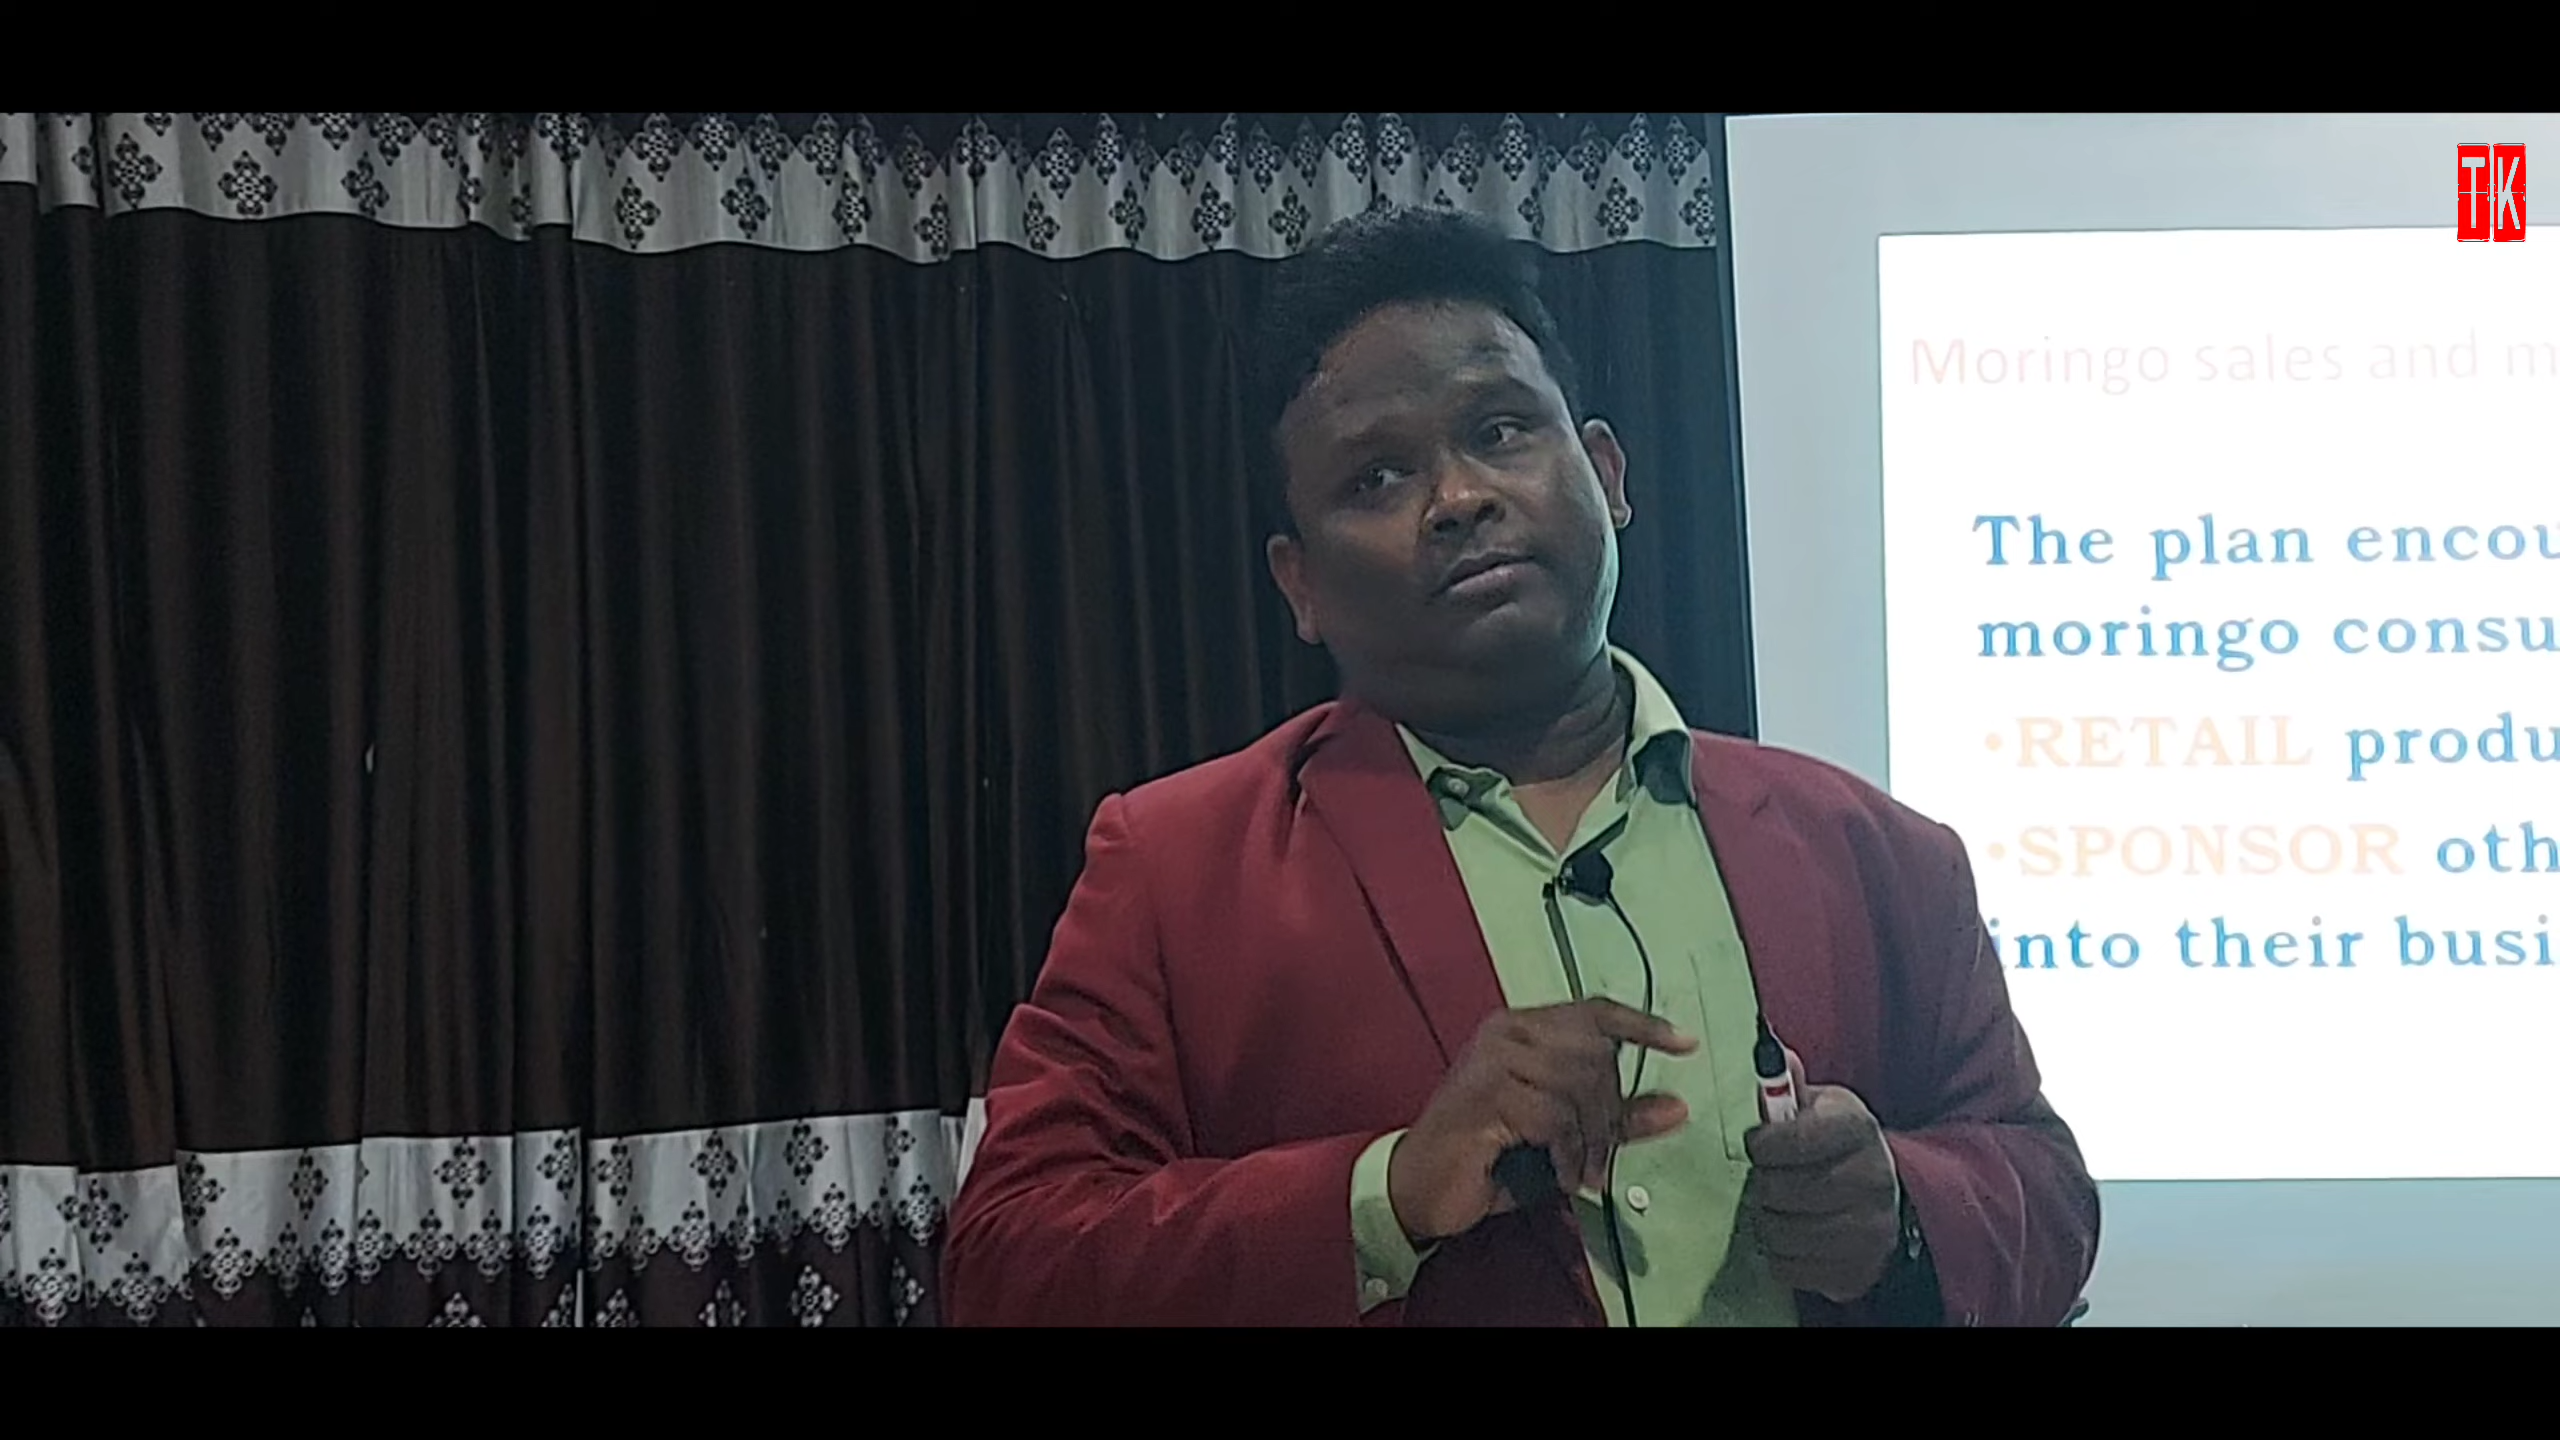 TK
Moringo sales and m
The plan encou
moringo consu
•RETAIL produ
•SPONSOR oth
into their busi